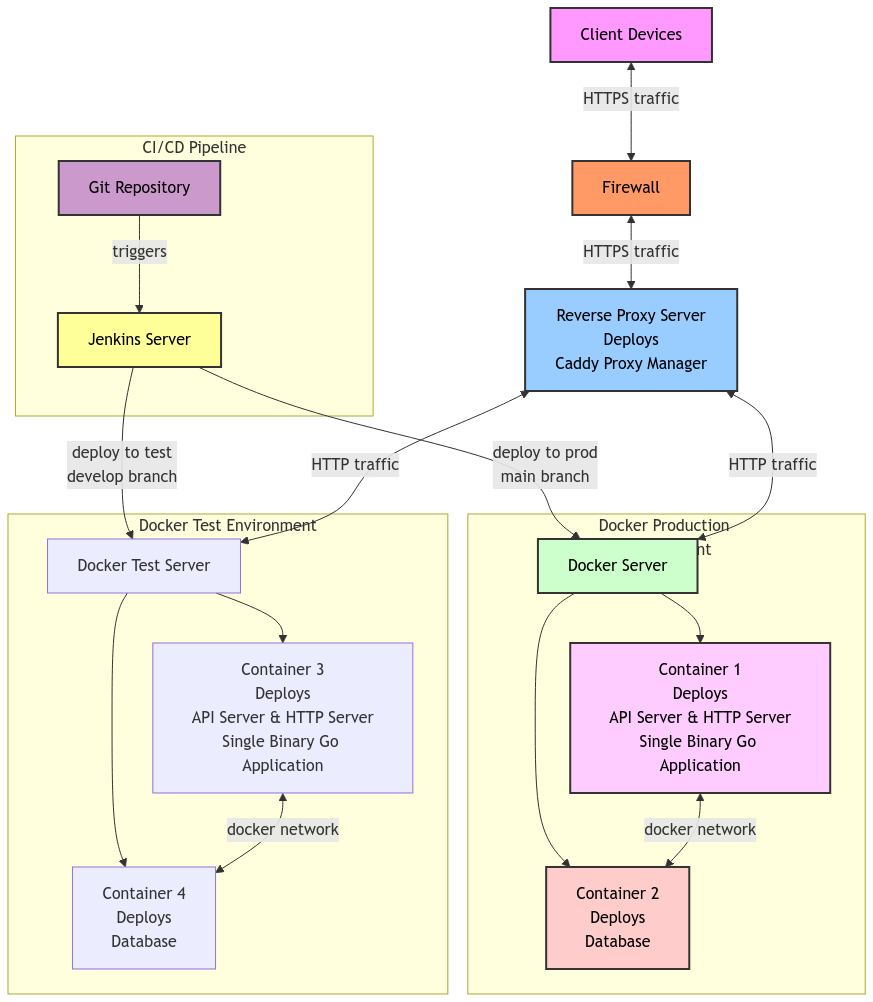 Client Devices
HTTPS traffic
CI/CD Pipeline
Git Repository
Firewall
triggers
HTTPS traffic
Jenkins Server
Reverse Proxy Server
Deploys
Caddy Proxy Manager
deploy to test
develop branch
HTTP traffic
deploy to prod
main branch
HTTP traffic
Docker Test Environment
Docker Production
nt
Docker Test Server
Docker Server
Container 3
Deploys
API Server & HTTP Server
Single Binary Go
Application
Container 1
Deploys
API Server & HTTP Server
Single Binary Go
Application
docker network
docker network
Container 4
Deploys
Database
Container 2
Deploys
Database